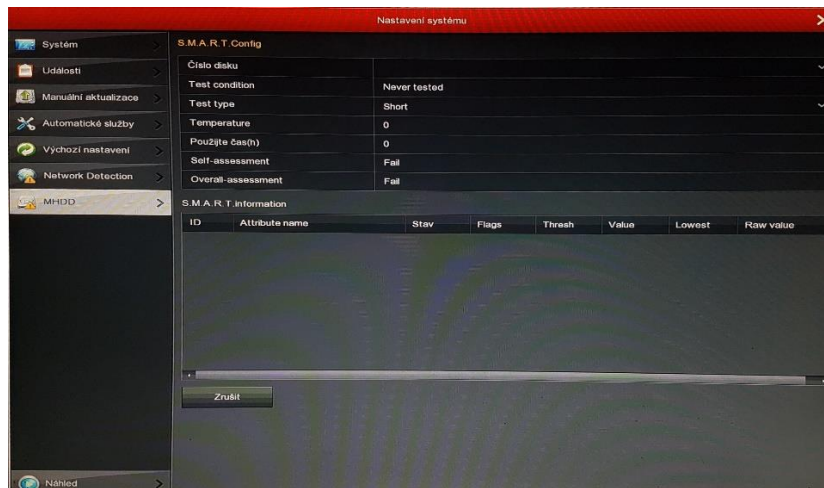 Nastavení systému
Systém
Události
Manuální aktualizace
Automatické služby
Výchozí nastavení
Network Detection
MHDD
Náhled
S.M.A.R.T.Config
Číslo disku
Test condition Never tested
Test type Short
Temperature 0
Použijte čas(h) 0
Self-assessment Fail
Overall-assessment Fail
S.M.A.R.T.information
ID Attribute name Stav Flags Thresh Value Lowest Raw value
Zrušit